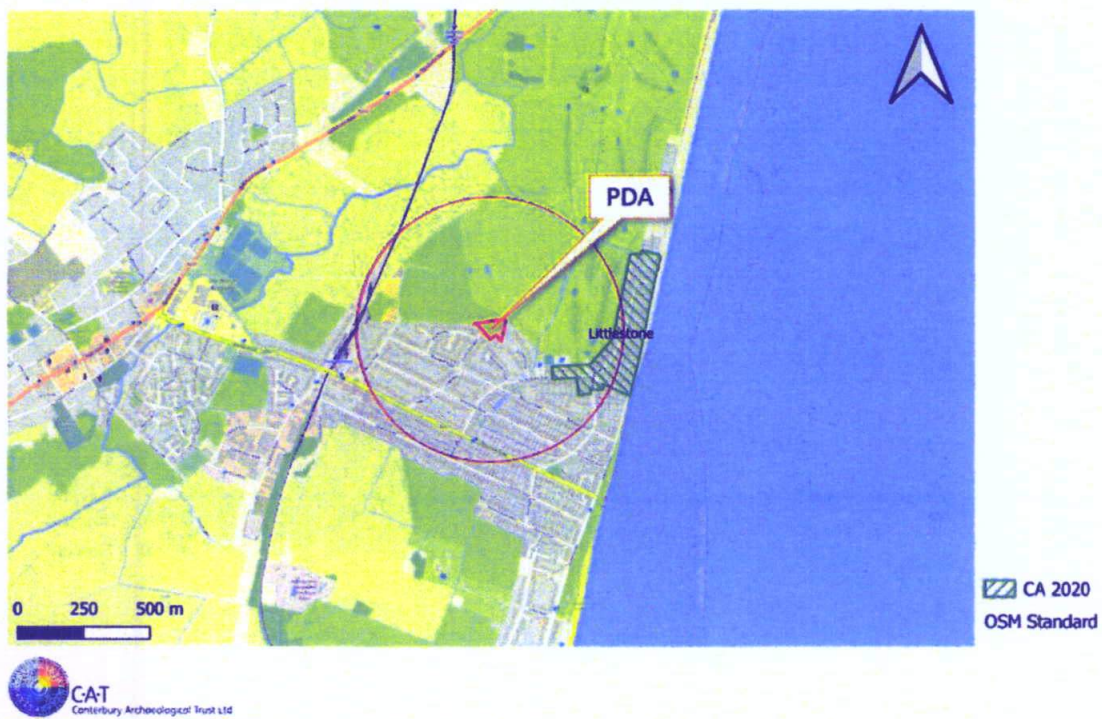 PDA
Littlestone
0 250 500 m
CA 2020
OSM Standard
C·A·T
Canterbury Archaeological Trust Ltd